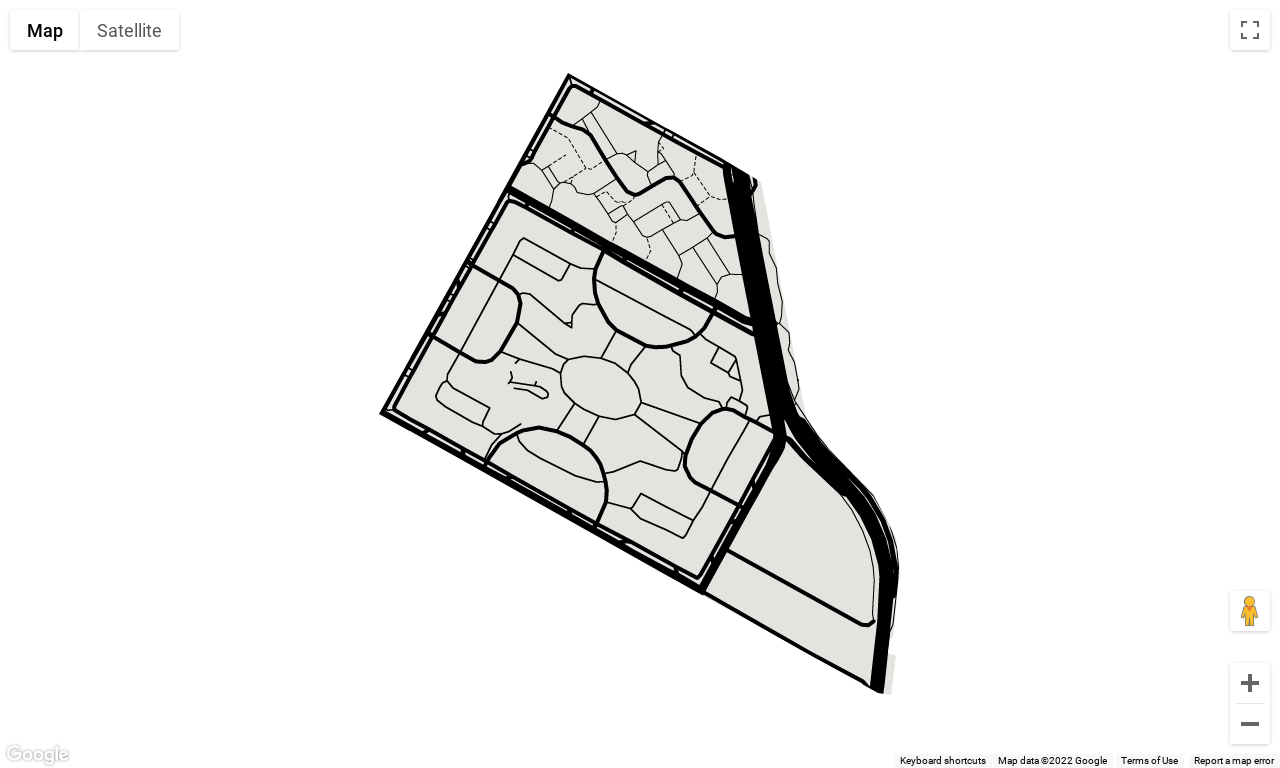 Map Satellite
Google
Keyboard shortcuts Map data ©2022 Google Terms of Use Report a map error